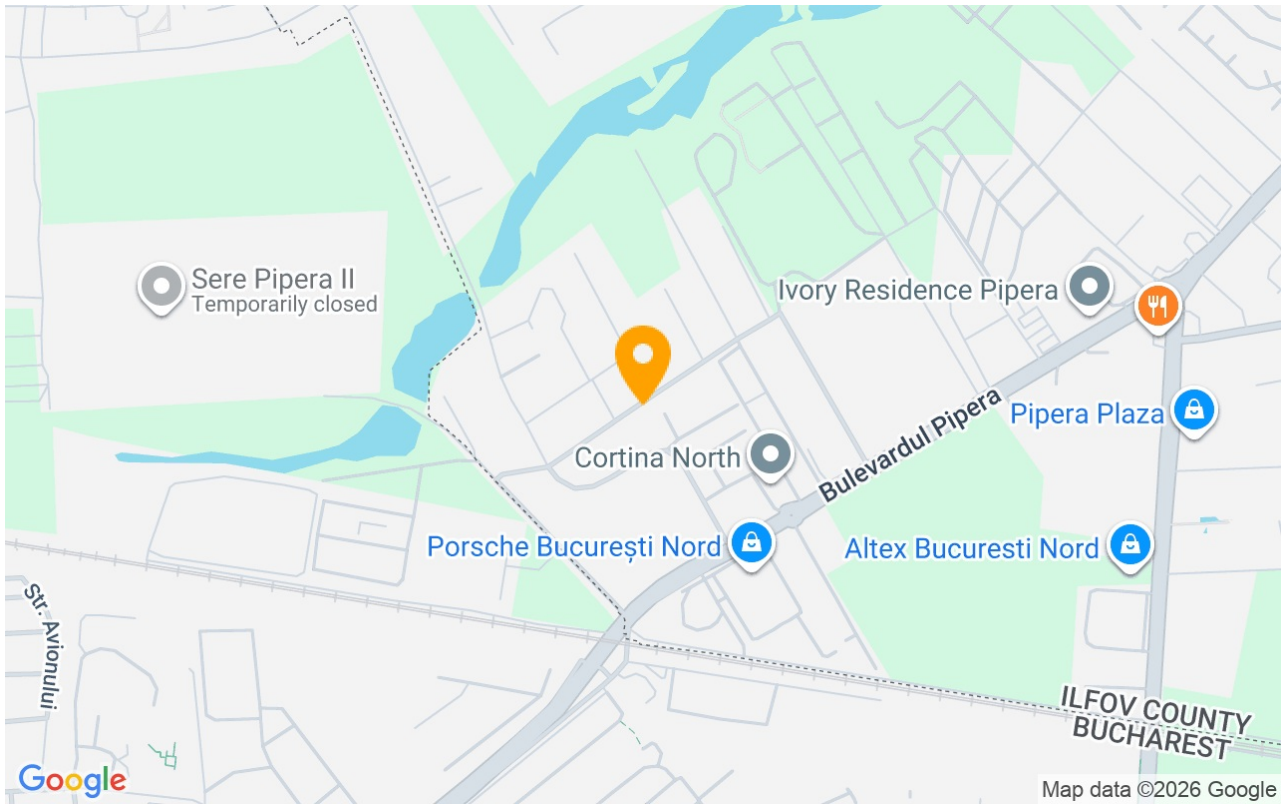 Sere Pipera II
Temporarily closed
Ivory Residence Pipera
Pipera Plaza
Bulevardul Pipera
Cortina North
Porsche București Nord
Altex Bucuresti Nord
Str. Avionului
ILFOV COUNTY
BUCHAREST
Google
Map data ©2026 Google